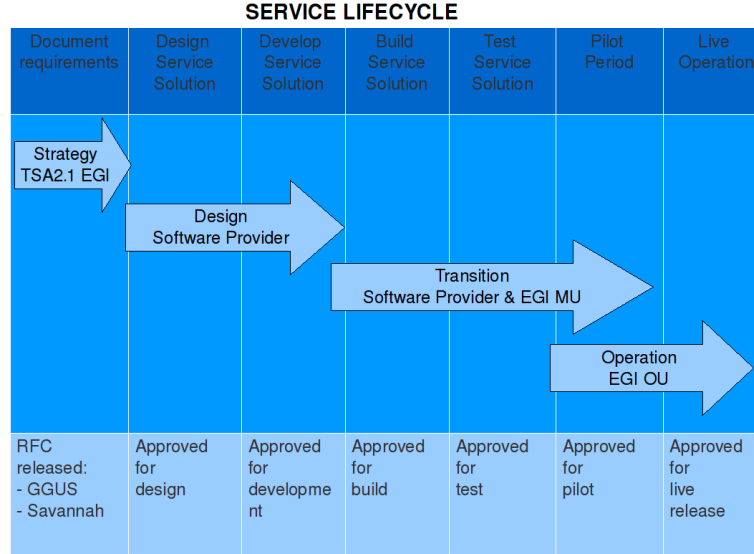 SERVICE LIFECYCLE
Document
requirements
Design
Service
Solution
Develop
Service
Solution
Build
Service
Solution
Test
Service
Solution
Pilot
Period
Live
Operation
Strategy
TSA2.1 EGI
Design
Software Provider
Transition
Software Provider & EGI MU
Operation
EGI OU
RFC
released:
- GGUS
- Savannah
Approved
for
design
Approved
for
developme
nt
Approved
for
build
Approved
for
test
Approved
for
pilot
Approved
for
live
release